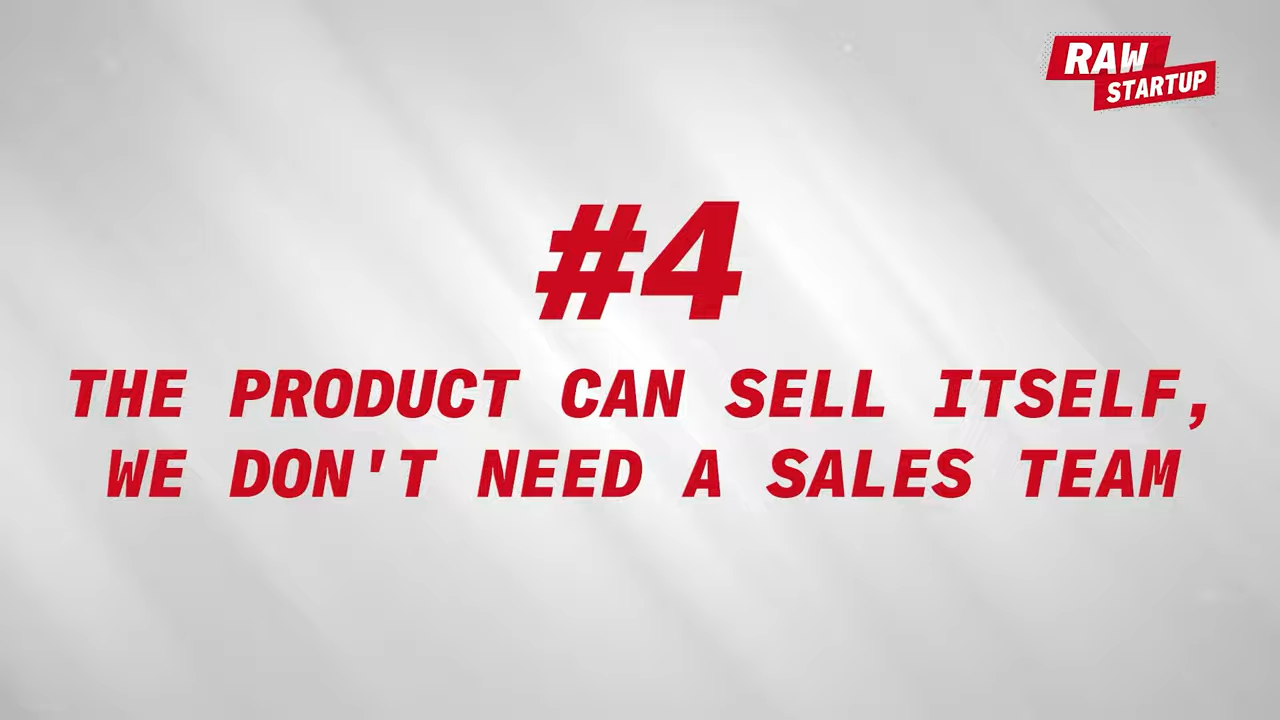 RAW
STARTUP
#4
THE PRODUCT CAN SELL ITSELF,
WE DON'T NEED A SALES TEAM